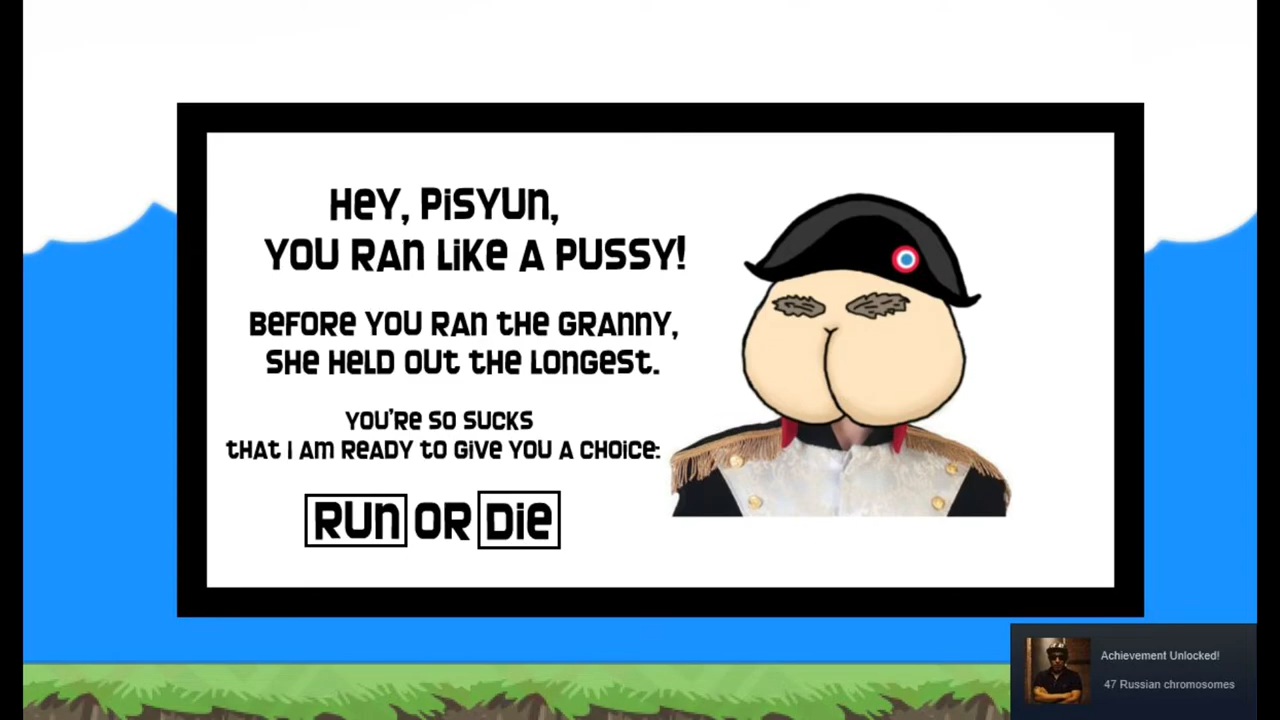 Hey, Pisyun,
you ran like a pussy!
Before you ran the granny,
she held out the longest.
You're so sucks
that I am ready to give you a choice:
Run or Die
Achievement Unlocked!
47 Russian chromosomes